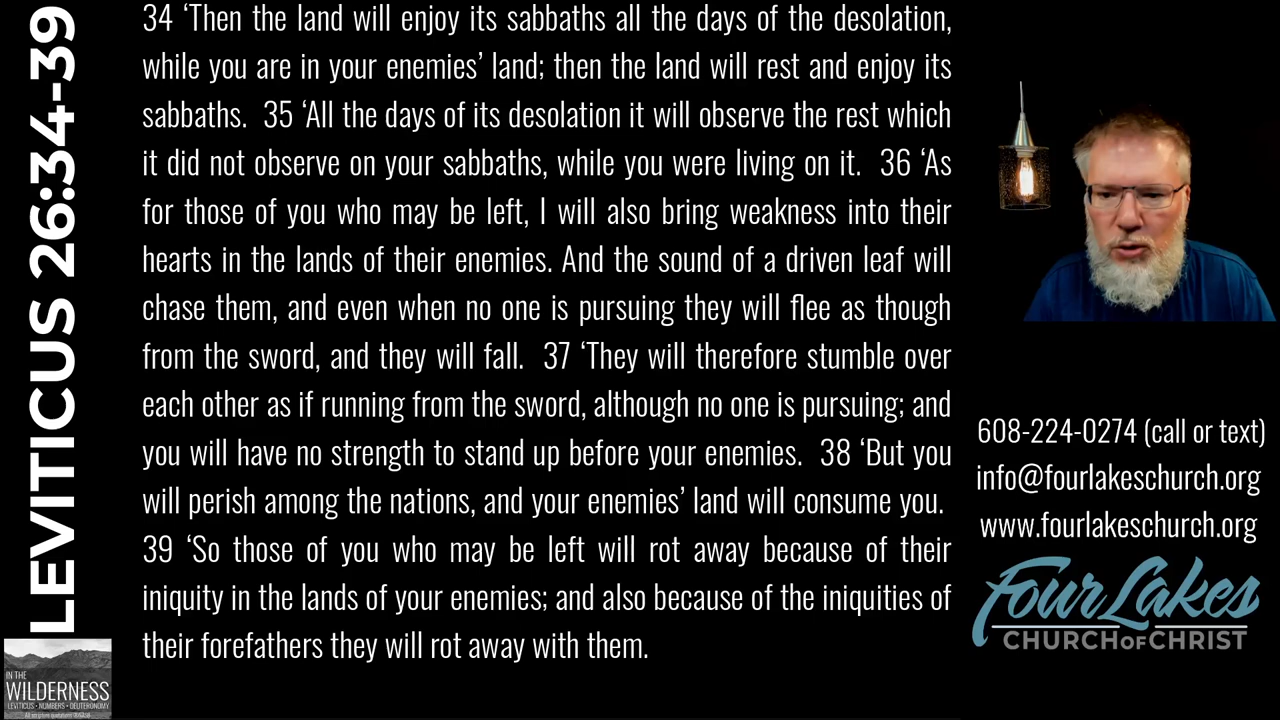 LEVITICUS 26:34-39
34 ‘Then the land will enjoy its sabbaths all the days of the desolation,
while you are in your enemies’ land; then the land will rest and enjoy its
sabbaths. 35 ‘All the days of its desolation it will observe the rest which
it did not observe on your sabbaths, while you were living on it. 36 ‘As
for those of you who may be left, I will also bring weakness into their
hearts in the lands of their enemies. And the sound of a driven leaf will
chase them, and even when no one is pursuing they will flee as though
from the sword, and they will fall. 37 ‘They will therefore stumble over
each other as if running from the sword, although no one is pursuing; and
you will have no strength to stand up before your enemies. 38 ‘But you
will perish among the nations, and your enemies’ land will consume you.
39 ‘So those of you who may be left will rot away because of their
iniquity in the lands of your enemies; and also because of the iniquities of
their forefathers they will rot away with them.
608-224-0274 (call or text)
info@fourlakeschurch.org
www.fourlakeschurch.org
Four Lakes
CHURCH OF CHRIST
IN THE
WILDERNESS
LEVITICUS • NUMBERS • DEUTERONOMY
All scripture quotations